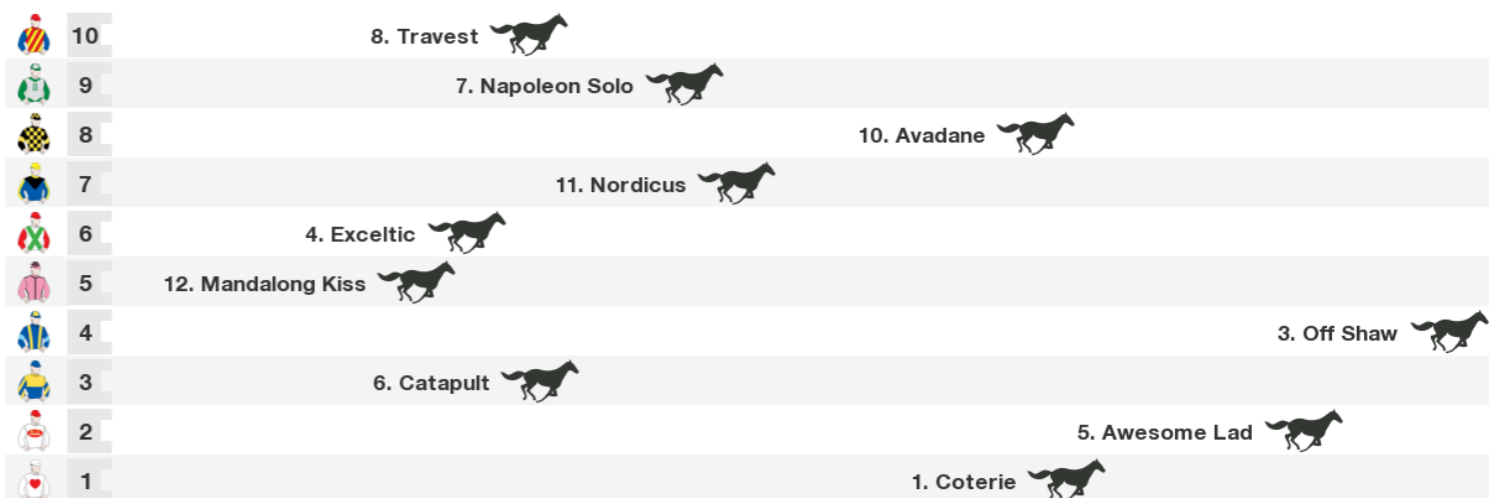 10 8. Travest
9 7. Napoleon Solo
8 10. Avadane
7 11. Nordicus
6 4. Exceltic
5 12. Mandalong Kiss
4 3. Off Shaw
3 6. Catapult
2 5. Awesome Lad
1 1. Coterie